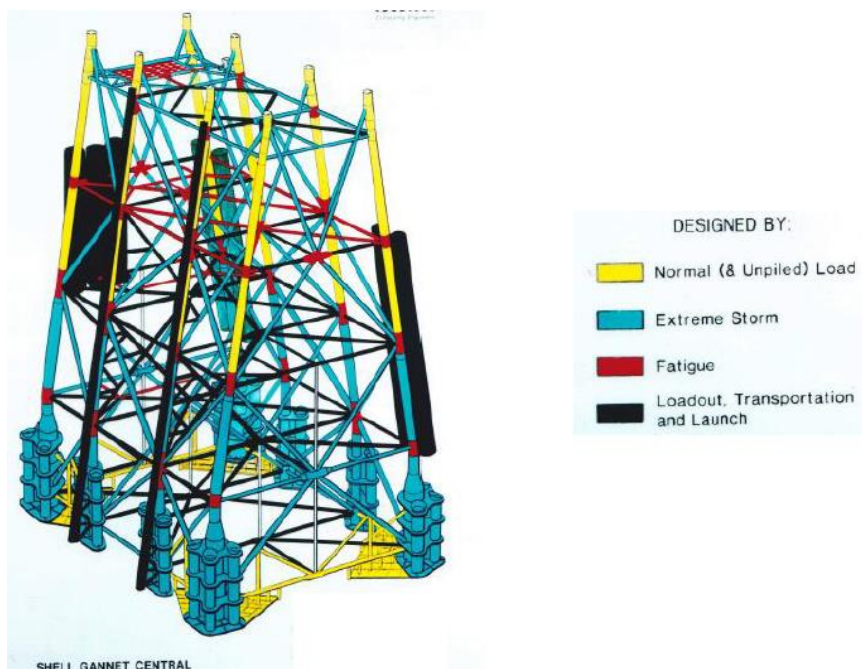 DESIGNED BY:
Normal (& Unpiled) Load
Extreme Storm
Fatigue
Loadout, Transportation
and Launch
SHELL GANNET CENTRAL